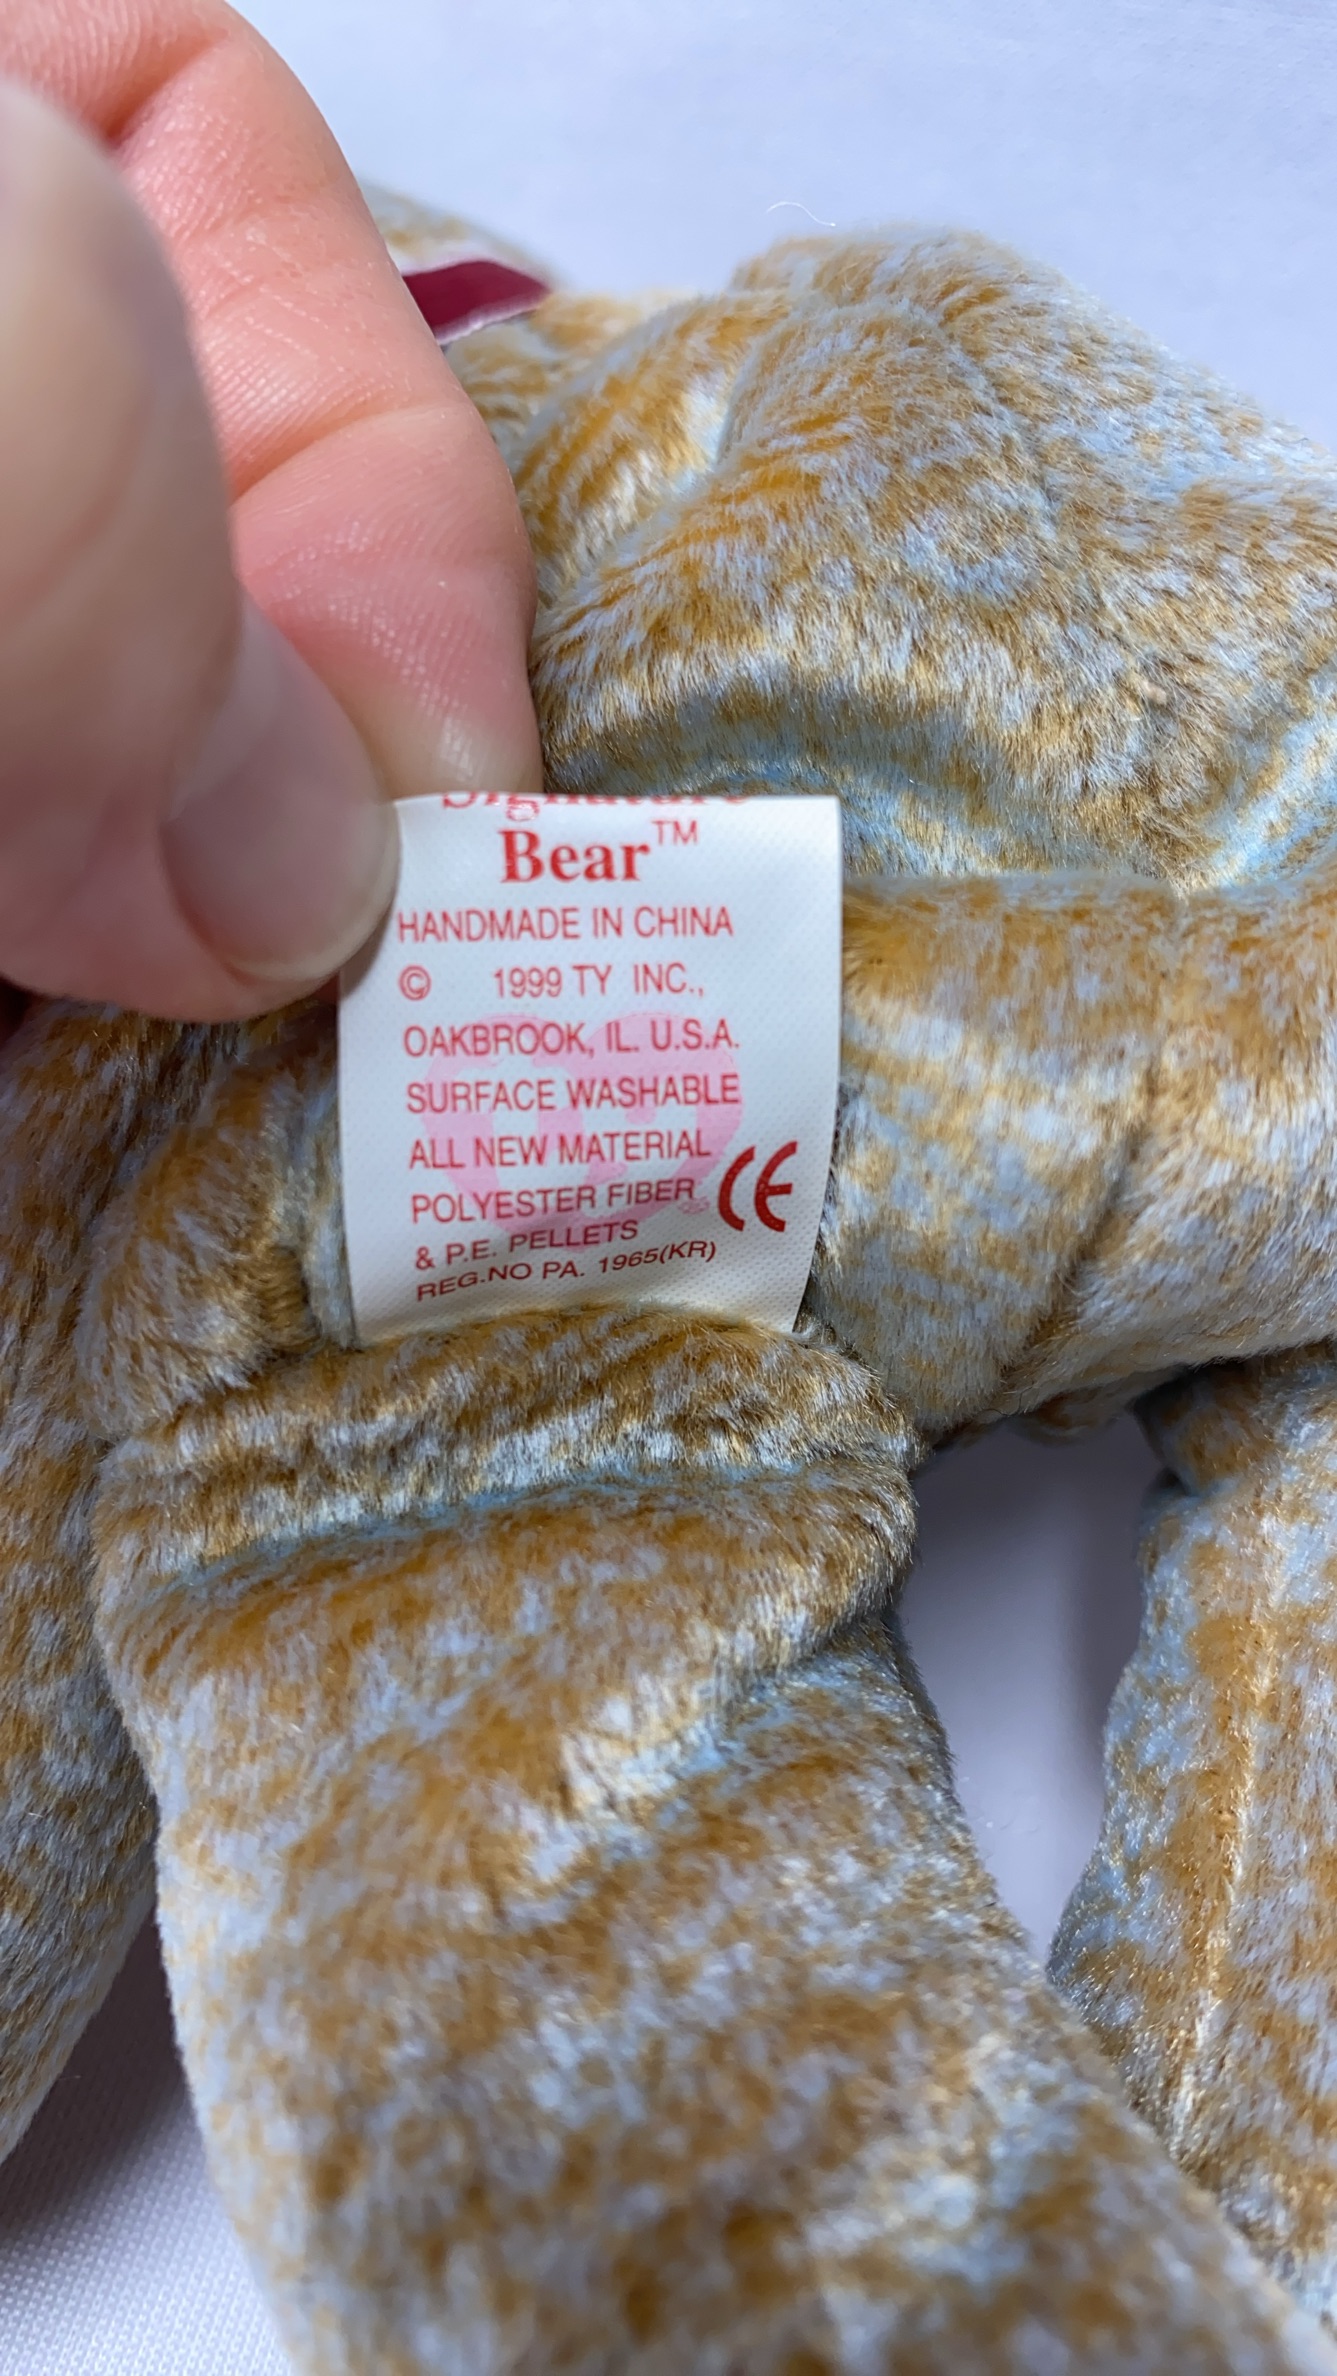 Signature
Bear™
HANDMADE IN CHINA
© 1999 TY INC.,
OAKBROOK, IL. U.S.A.
SURFACE WASHABLE
ALL NEW MATERIAL
POLYESTER FIBER CE
& P.E. PELLETS
REG.NO PA. 1965(KR)